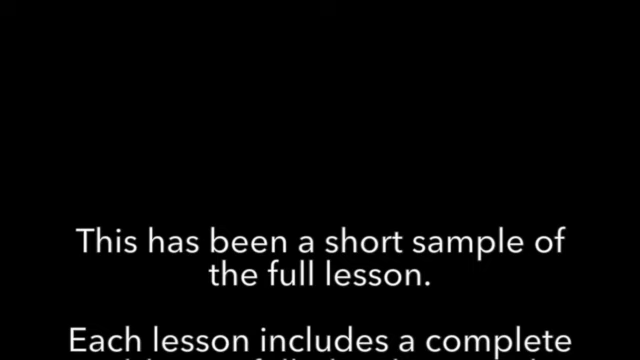 This has been a short sample of
the full lesson.
Each lesson includes a complete